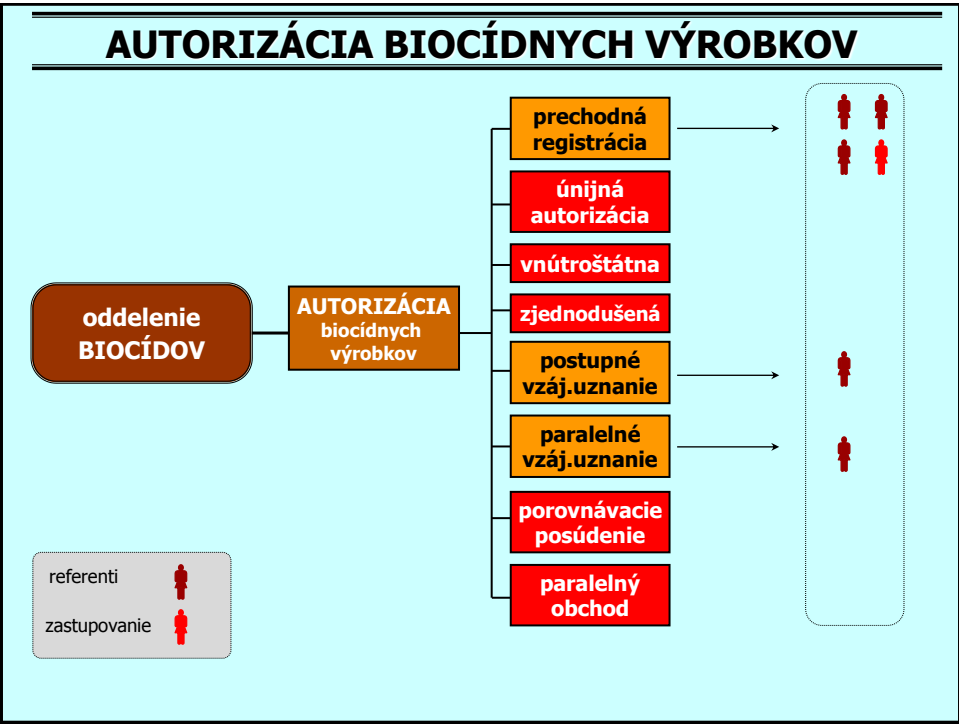 AUTORIZÁCIA BIOCÍDNYCH VÝROBKOV
oddelenie
BIOCÍDOV
AUTORIZÁCIA
biocídnych
výrobkov
prechodná
registrácia
únijná
autorizácia
vnútroštátna
zjednodušená
postupné
vzáj.uznanie
paralelné
vzáj.uznanie
porovnávacie
posúdenie
paralelný
obchod
referenti
zastupovanie